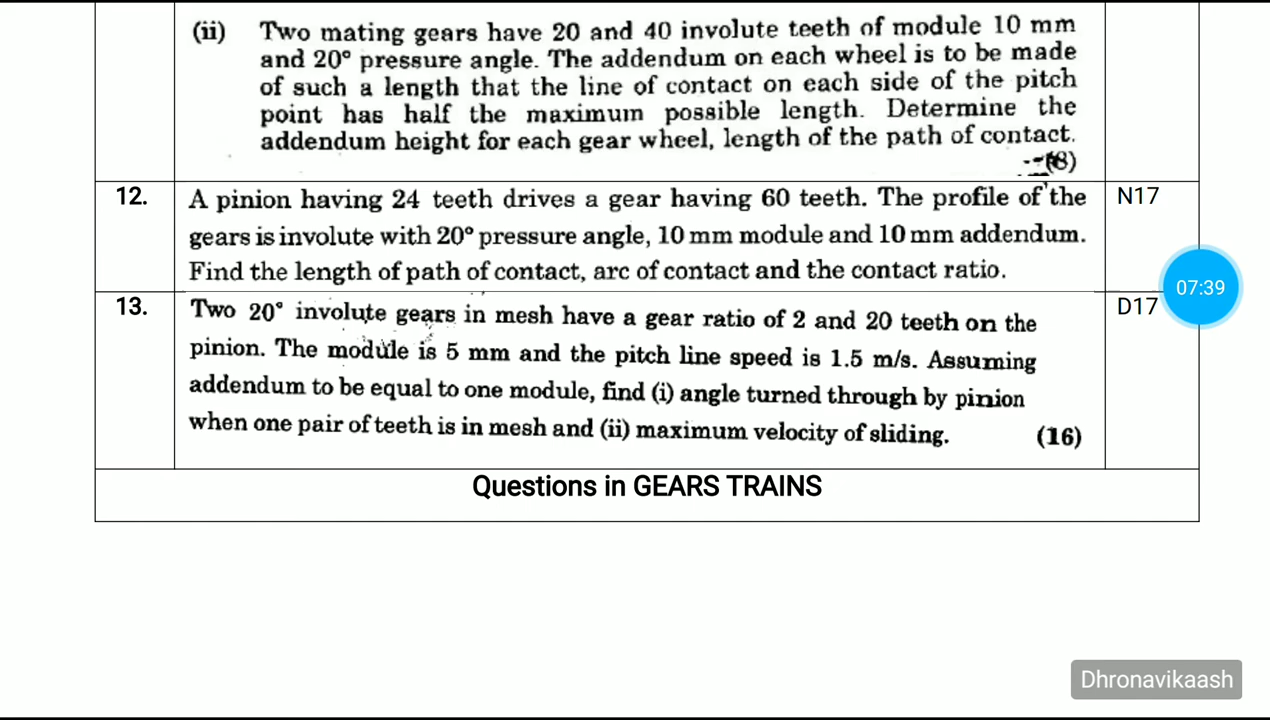 (ii) Two mating gears have 20 and 40 involute teeth of module 10 mm
and 20° pressure angle. The addendum on each wheel is to be made
of such a length that the line of contact on each side of the pitch
point has half the maximum possible length. Determine the
addendum height for each gear wheel, length of the path of contact.
(8)
12. A pinion having 24 teeth drives a gear having 60 teeth. The profile of the N17
gears is involute with 20° pressure angle, 10 mm module and 10 mm addendum.
Find the length of path of contact, arc of contact and the contact ratio.
07:39
13. Two 20° involute gears in mesh have a gear ratio of 2 and 20 teeth on the D17
pinion. The module is 5 mm and the pitch line speed is 1.5 m/s. Assuming
addendum to be equal to one module, find (i) angle turned through by pinion
when one pair of teeth is in mesh and (ii) maximum velocity of sliding. (16)
Questions in GEARS TRAINS
Dhronavikaash